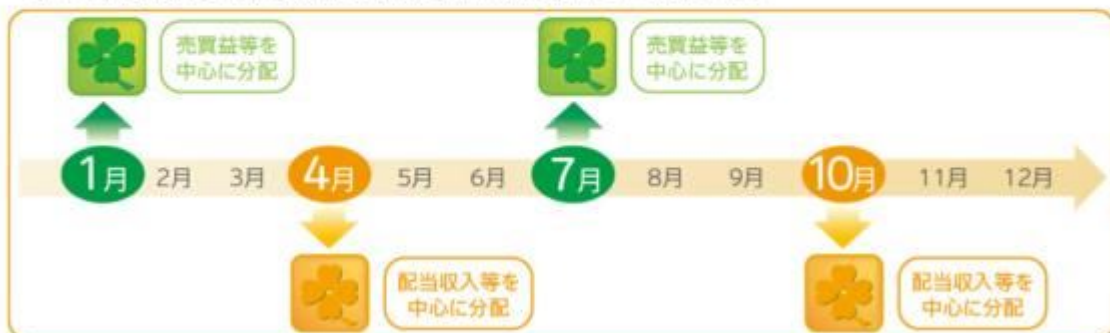 売買益等を
中心に分配
売買益等を
中心に分配
1月 2月 3月 4月 5月 6月 7月 8月 9月 10月 11月 12月
配当収入等を
中心に分配
配当収入等を
中心に分配